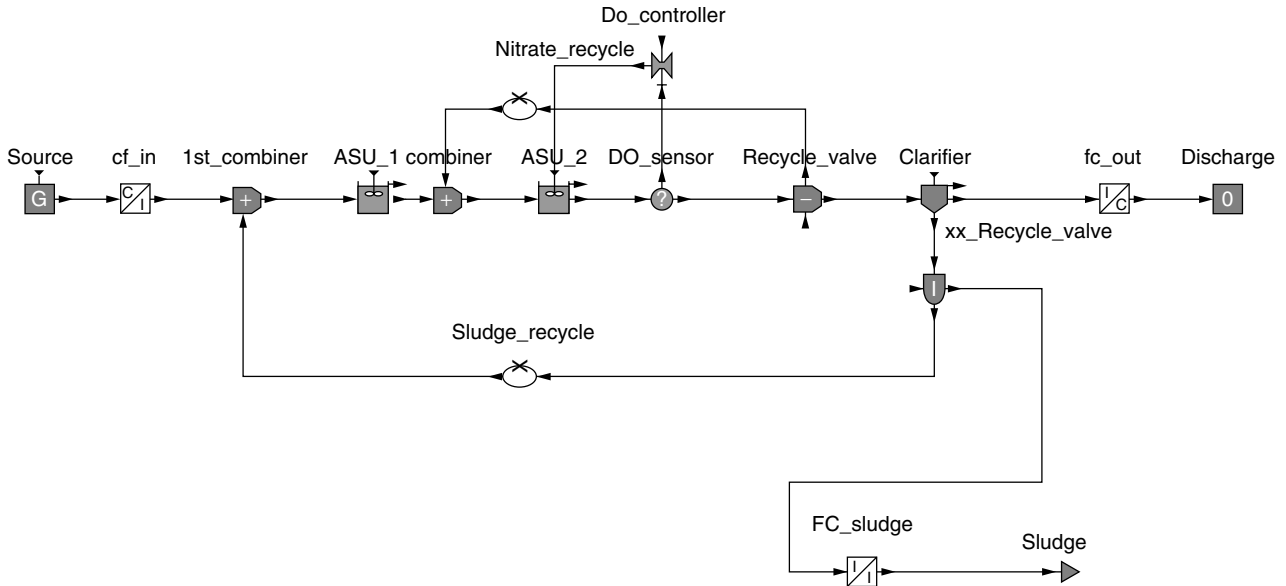 Do_controller
Nitrate_recycle
Source
cf_in
1st_combiner
ASU_1
combiner
ASU_2
DO_sensor
Recycle_valve
Clarifier
fc_out
Discharge
G
C
I
+
+
?
−
I
C
0
xx_Recycle_valve
I
Sludge_recycle
FC_sludge
Sludge
I
I